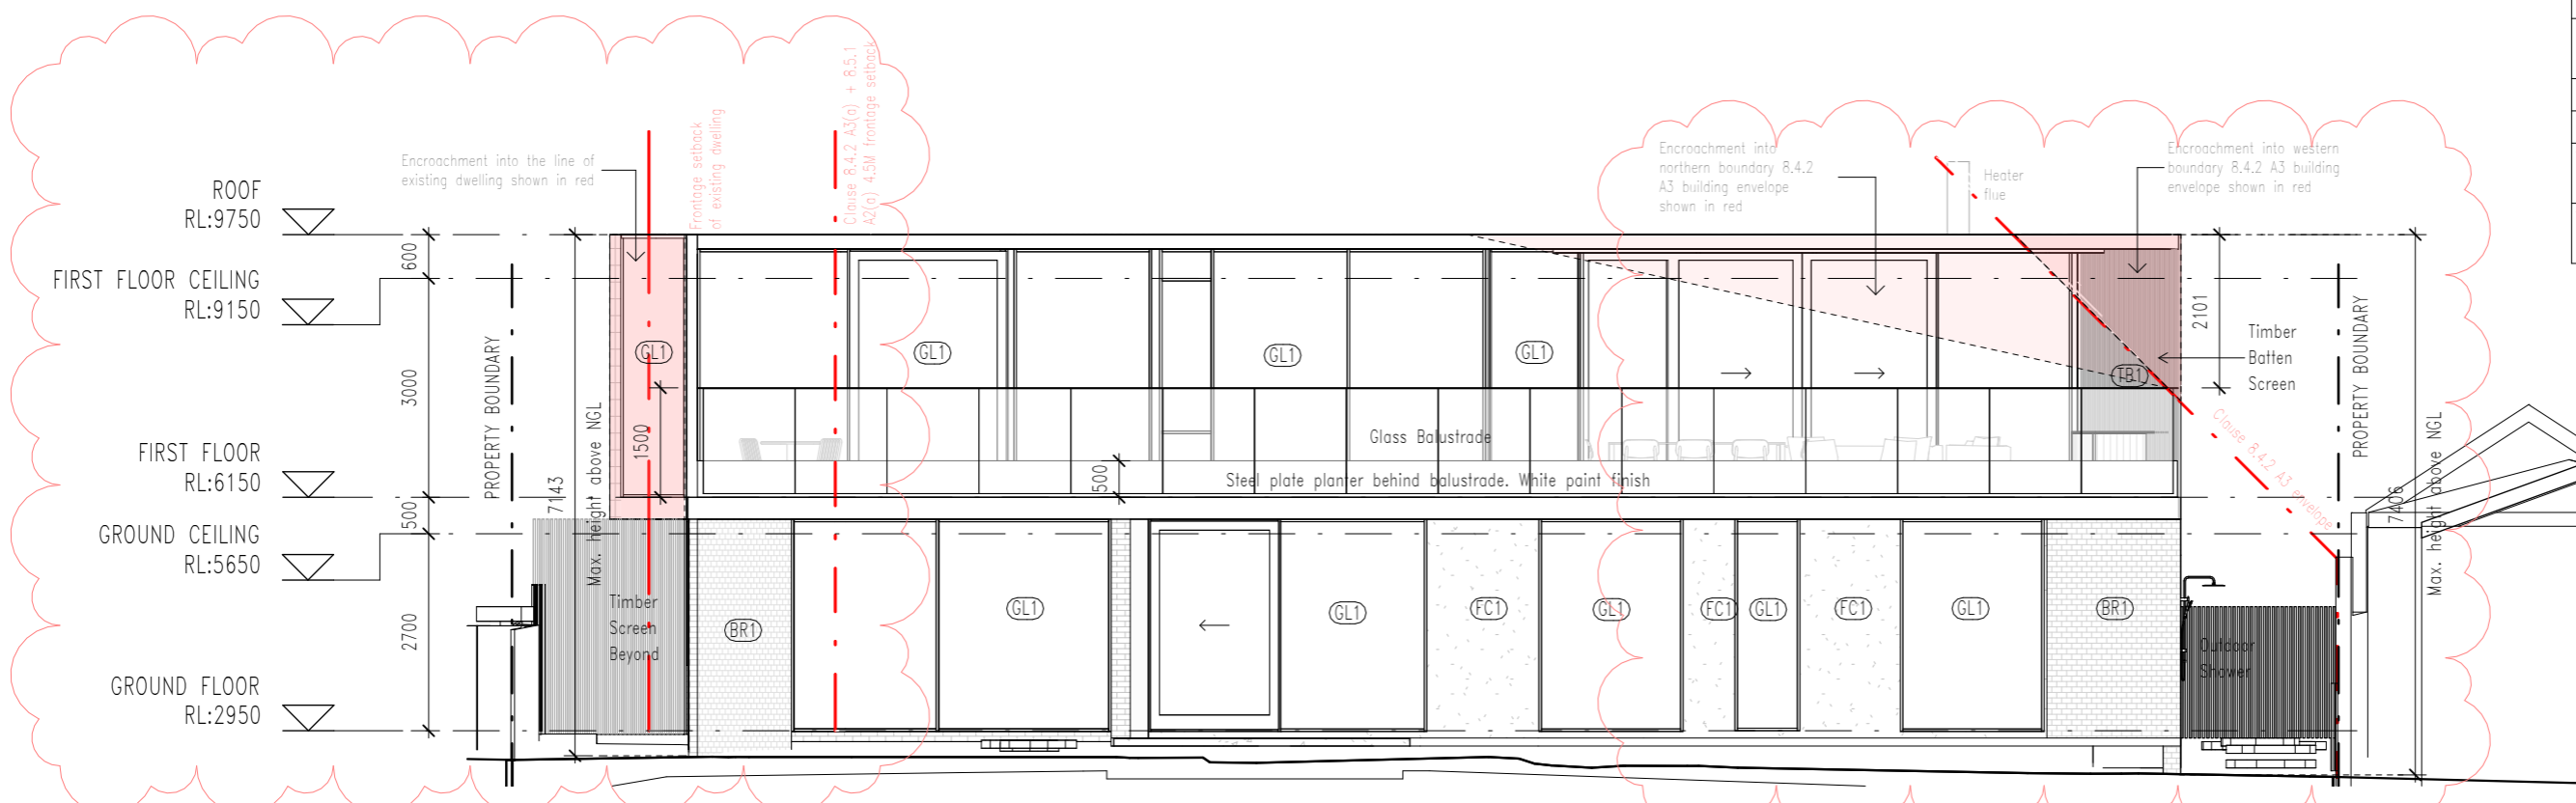 ROOF
RL:9750
FIRST FLOOR CEILING
RL:9150
FIRST FLOOR
RL:6150
GROUND CEILING
RL:5650
GROUND FLOOR
RL:2950
600
3000
500
2700
PROPERTY BOUNDARY
7143
Max. height above NGL
Encroachment into the line of
existing dwelling shown in red
Frontage setback
of existing dwelling
Clause 8.4.2 A3(a) + 8.5.1
A2(a) 4.5M frontage setback
GL1
1500
Timber
Screen
Beyond
GL1
GL1
GL1
Glass Balustrade
500
Steel plate planter behind balustrade. White paint finish
BR1
GL1
GL1
FC1
GL1
FC1
GL1
FC1
GL1
BR1
Encroachment into
northern boundary 8.4.2
A3 building envelope
shown in red
Heater
flue
Encroachment into western
boundary 8.4.2 A3 building
envelope shown in red
2101
TB1
Timber
Batten
Screen
Clause 8.4.2 A3 envelope
PROPERTY BOUNDARY
7406
Max. height above NGL
Outdoor
Shower